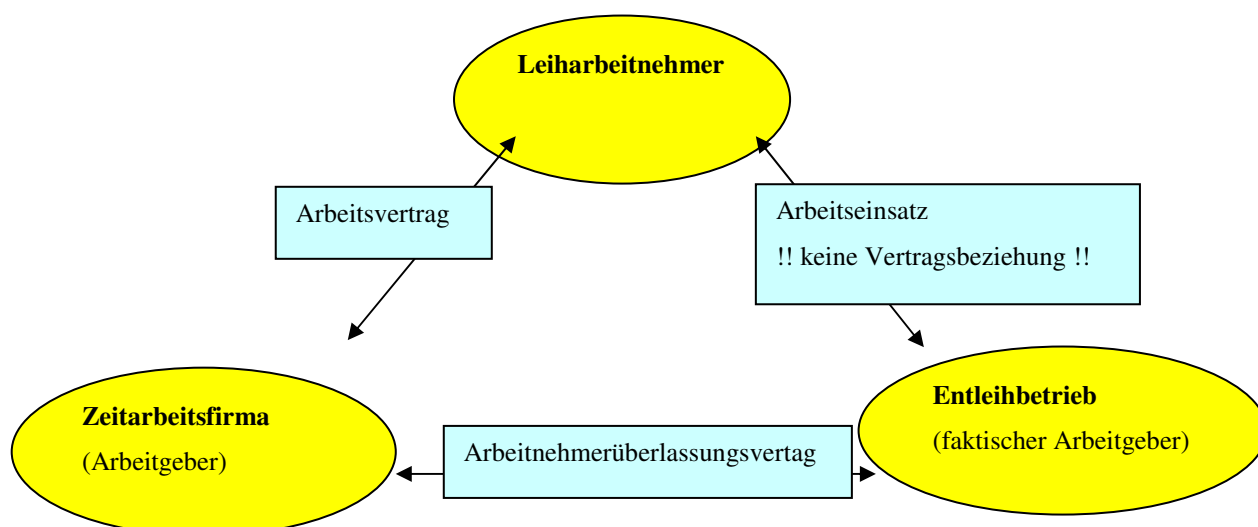 Leiharbeitnehmer
Arbeitsvertrag
Arbeitseinsatz
!! keine Vertragsbeziehung !!
Zeitarbeitsfirma
(Arbeitgeber)
Arbeitnehmerüberlassungsvertag
Entleihbetrieb
(faktischer Arbeitgeber)